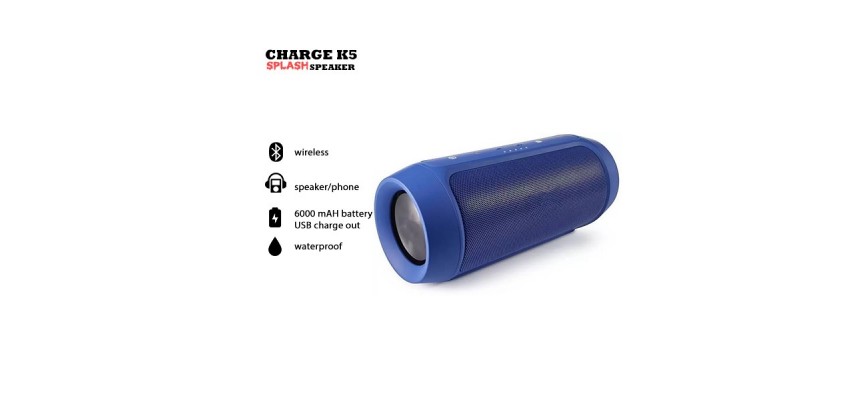 CHARGE K5
SPLASH SPEAKER
wireless
speaker/phone
6000 mAH battery
USB charge out
waterproof